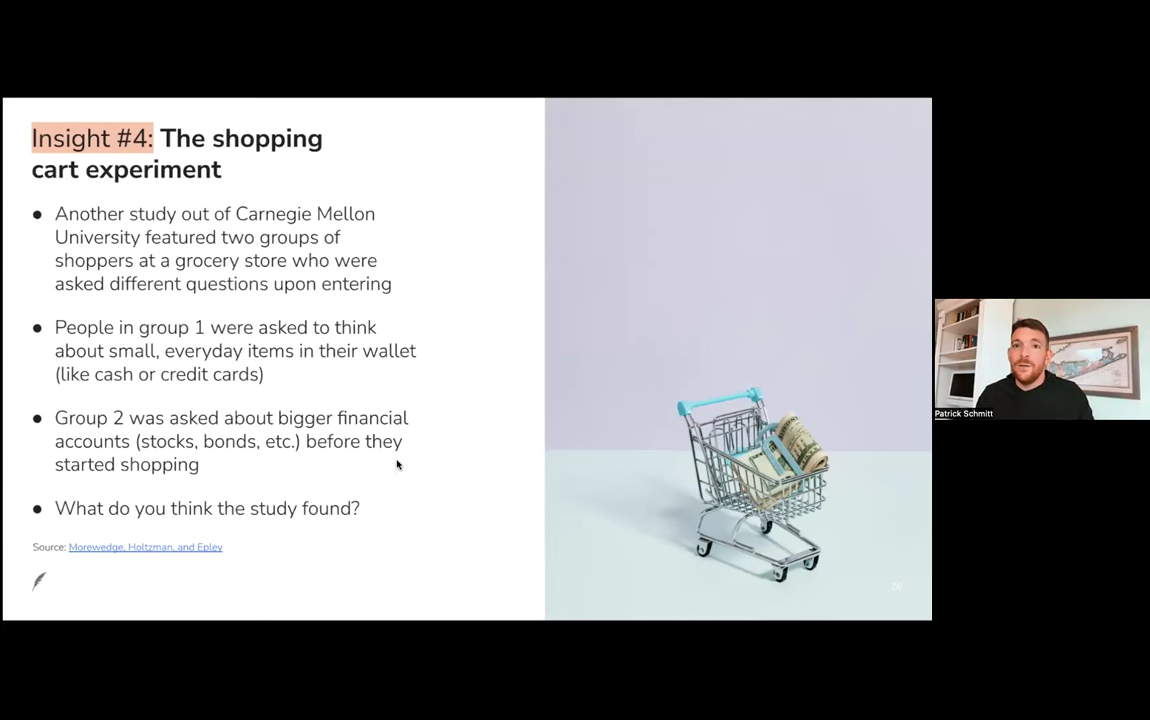 Insight #4: The shopping
cart experiment
● Another study out of Carnegie Mellon
University featured two groups of
shoppers at a grocery store who were
asked different questions upon entering
● People in group 1 were asked to think
about small, everyday items in their wallet
(like cash or credit cards)
● Group 2 was asked about bigger financial
accounts (stocks, bonds, etc.) before they
started shopping
● What do you think the study found?
Source: Morewedge, Holtzman, and Epley
Patrick Schmitt